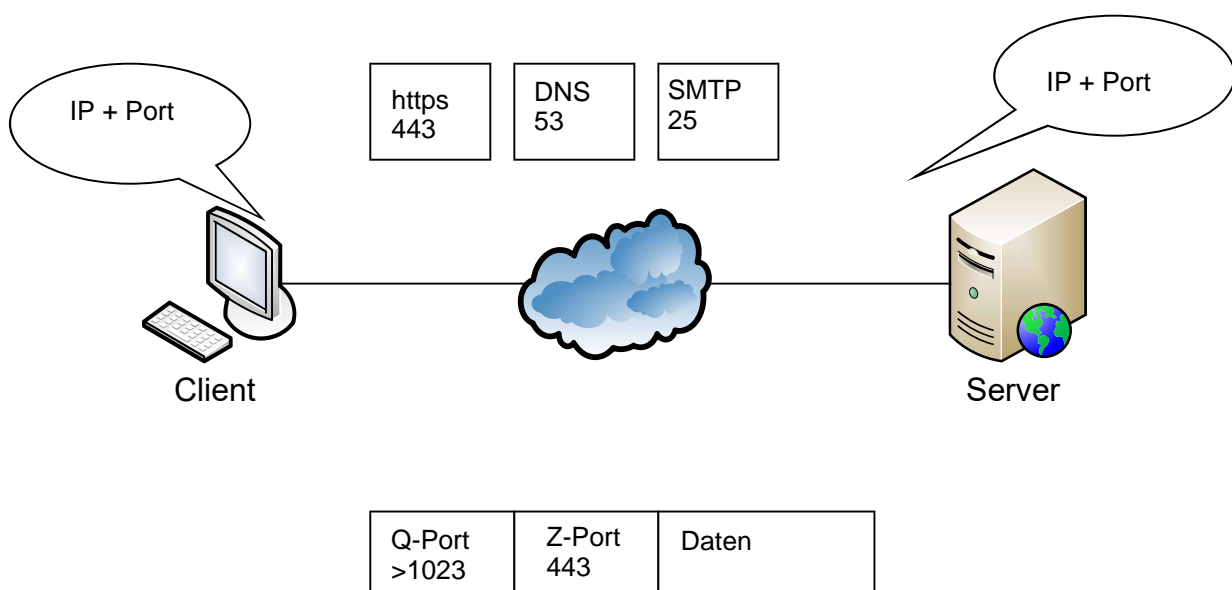 IP + Port
https
443
DNS
53
SMTP
25
IP + Port
Client
Server
Q-Port
>1023
Z-Port
443
Daten